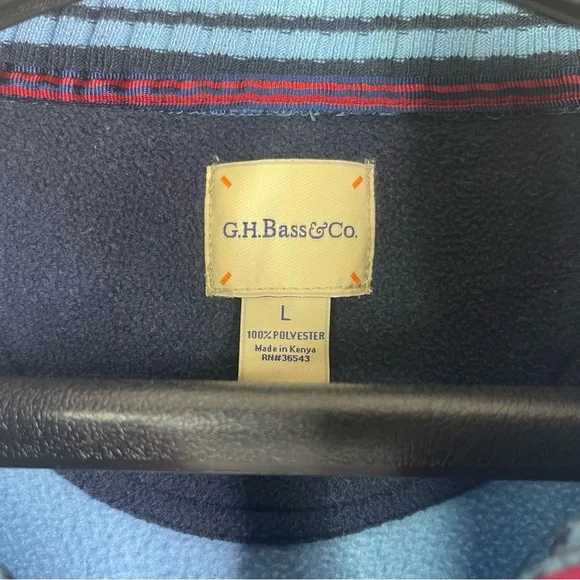 G.H.Bass&Co.
L
100% POLYESTER
Made in Kenya
RN#36543